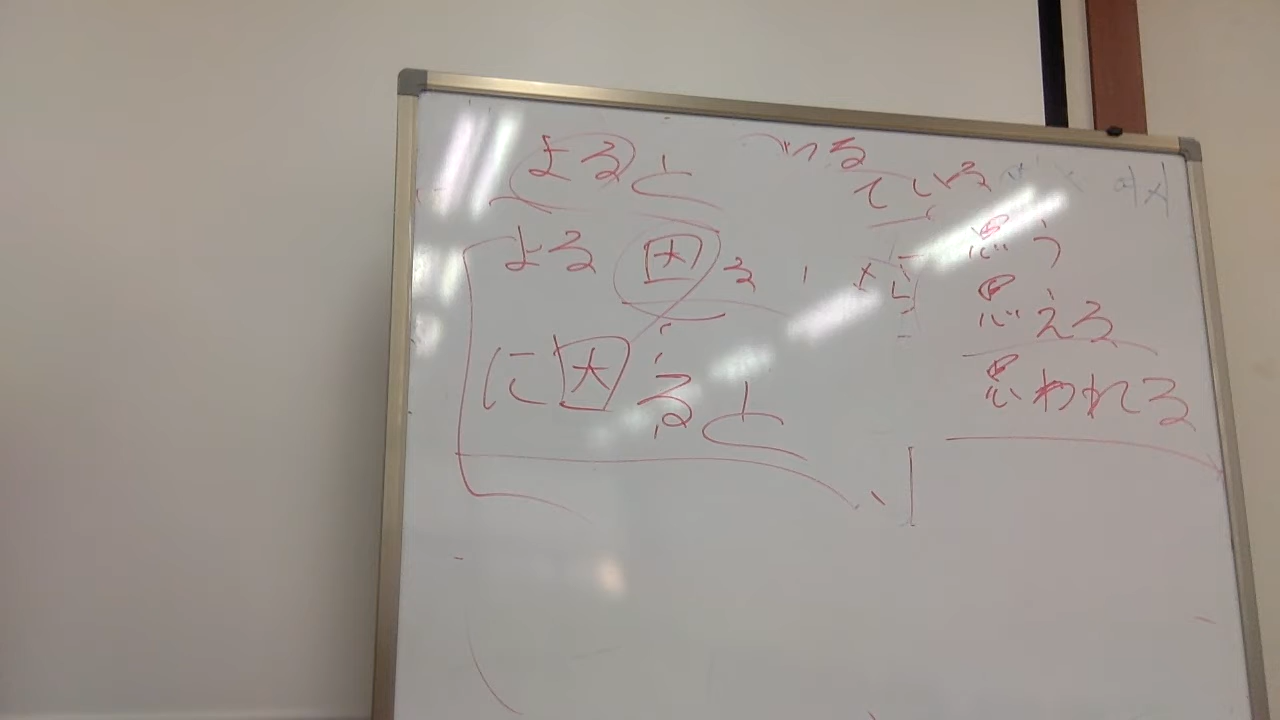 よると
ている
よる 因る
に因ると
思う
思える
思われる